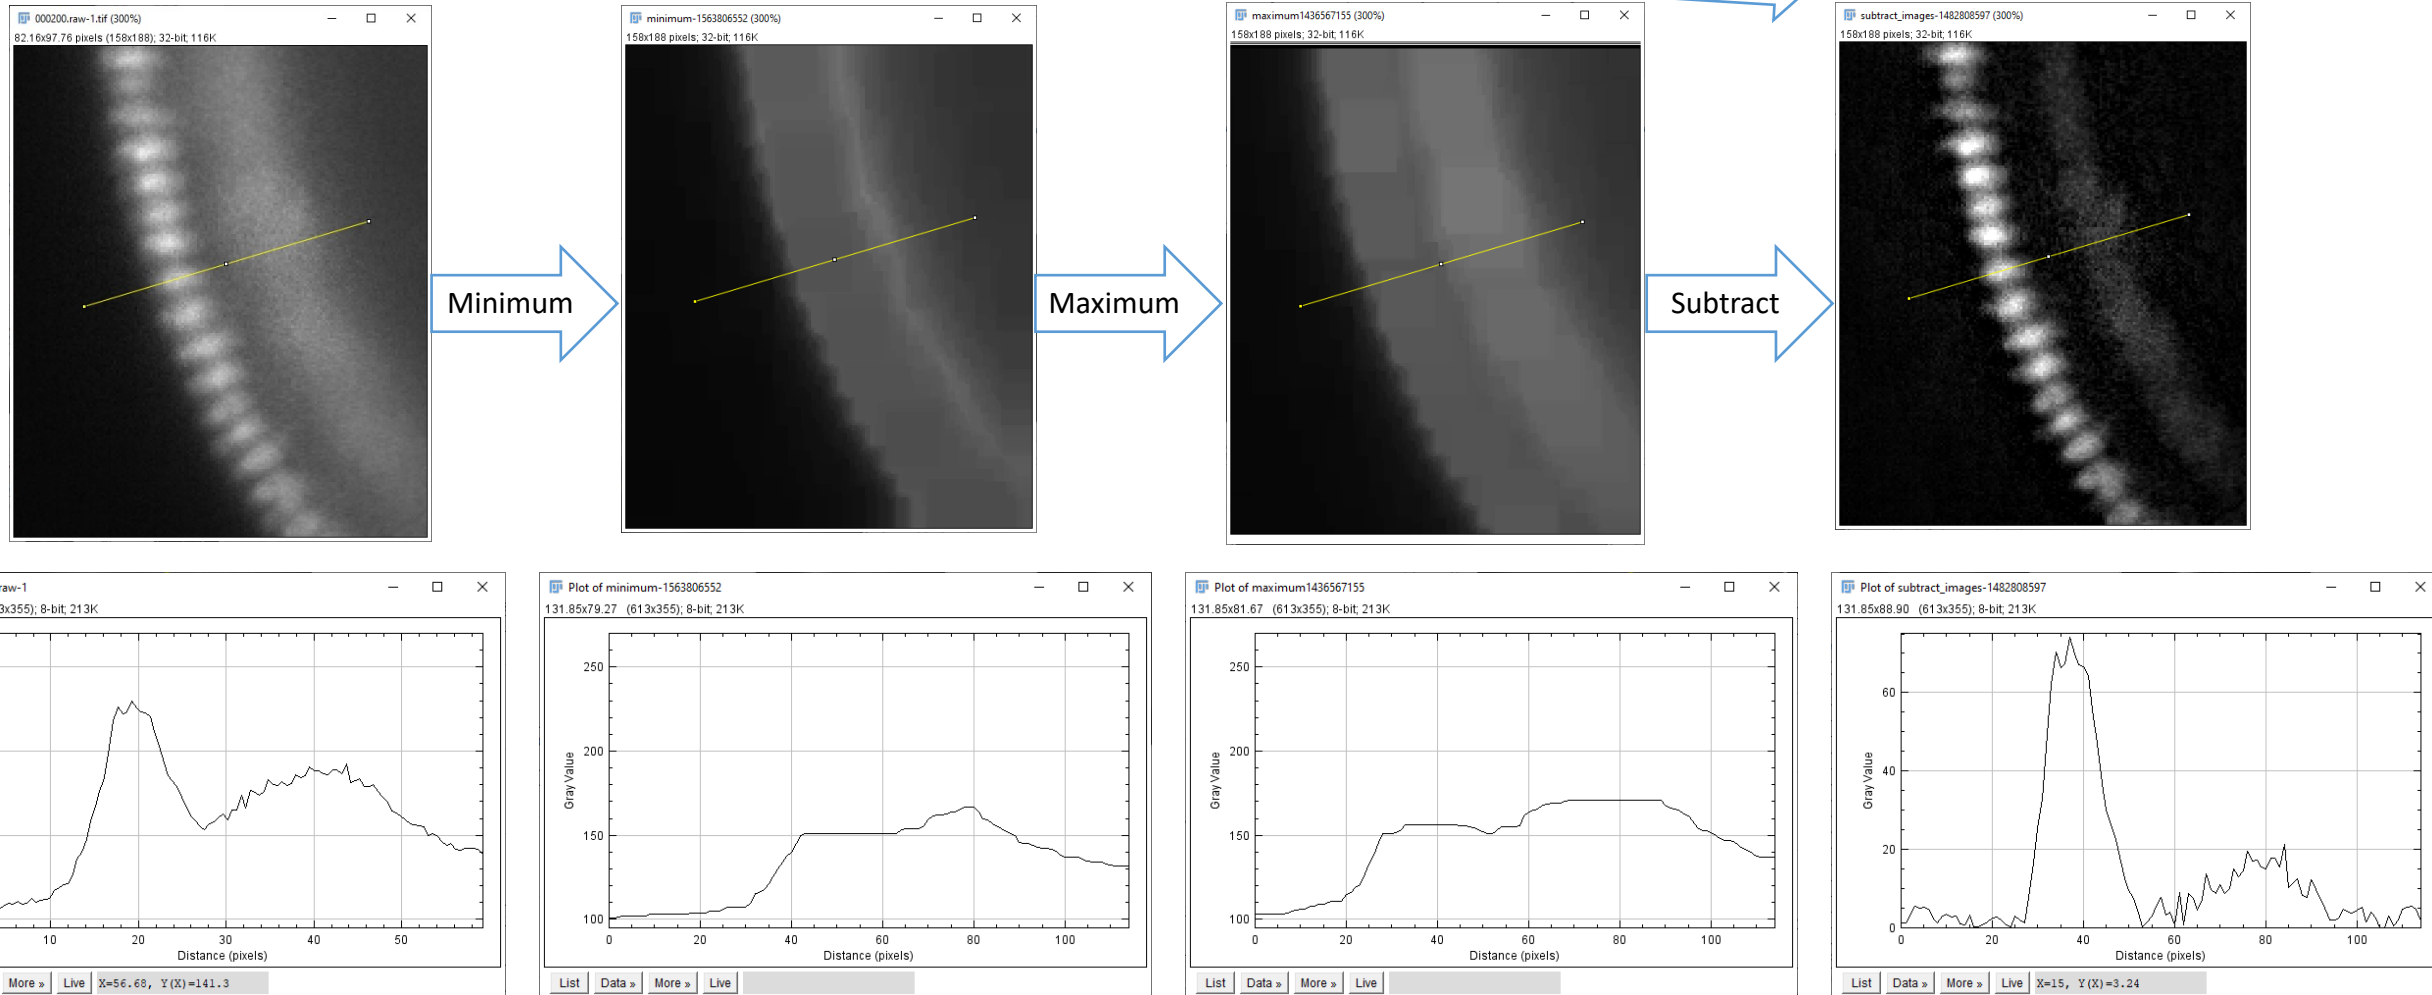 000200.raw-1.tif (300%)
82.16x97.76 pixels (158x188); 32-bit; 116K
minimum-1563806552 (300%)
158x188 pixels; 32-bit; 116K
maximum1436567155 (300%)
158x188 pixels; 32-bit; 116K
subtract_images-1482808597 (300%)
158x188 pixels; 32-bit; 116K
Minimum
Maximum
Subtract
raw-1
3x355); 8-bit; 213K
10 20 30 40 50
Distance (pixels)
More » Live X=56.68, Y(X)=141.3
Plot of minimum-1563806552
131.85x79.27 (613x355); 8-bit; 213K
250
200
150
100
Gray Value
0 20 40 60 80 100
Distance (pixels)
List Data » More » Live
Plot of maximum1436567155
131.85x81.67 (613x355); 8-bit; 213K
250
200
150
100
Gray Value
0 20 40 60 80 100
Distance (pixels)
List Data » More » Live
Plot of subtract_images-1482808597
131.85x88.90 (613x355); 8-bit; 213K
60
40
20
0
Gray Value
0 20 40 60 80 100
Distance (pixels)
List Data » More » Live X=15, Y(X)=3.24